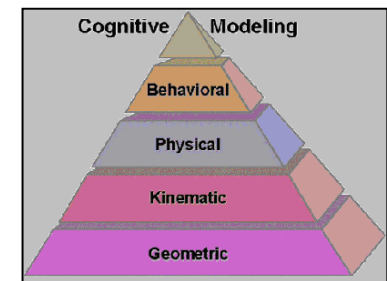 Cognitive Modeling
Behavioral
Physical
Kinematic
Geometric